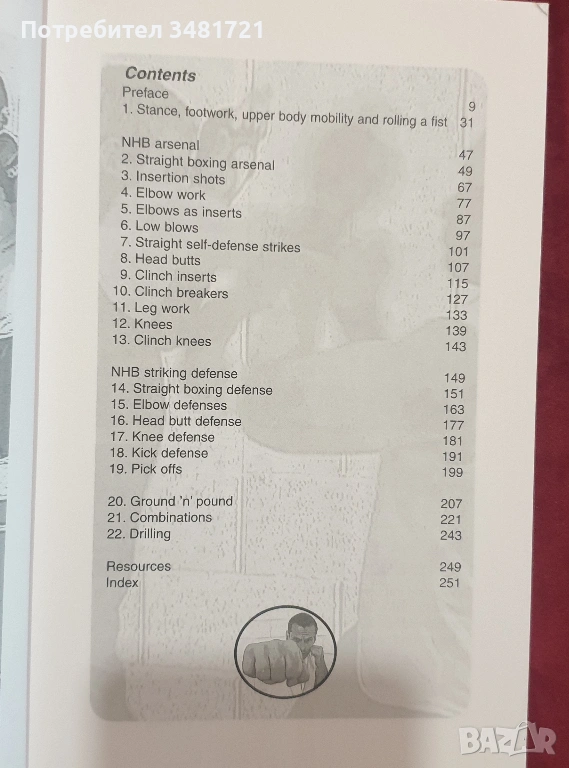 Потребител 3481721
Contents
Preface 9
1. Stance, footwork, upper body mobility and rolling a fist 31
NHB arsenal 47
2. Straight boxing arsenal 49
3. Insertion shots 67
4. Elbow work 77
5. Elbows as inserts 87
6. Low blows 97
7. Straight self-defense strikes 101
8. Head butts 107
9. Clinch inserts 115
10. Clinch breakers 127
11. Leg work 133
12. Knees 139
13. Clinch knees 143
NHB striking defense 149
14. Straight boxing defense 151
15. Elbow defenses 163
16. Head butt defense 177
17. Knee defense 181
18. Kick defense 191
19. Pick offs 199
20. Ground 'n' pound 207
21. Combinations 221
22. Drilling 243
Resources 249
Index 251
BAZAR